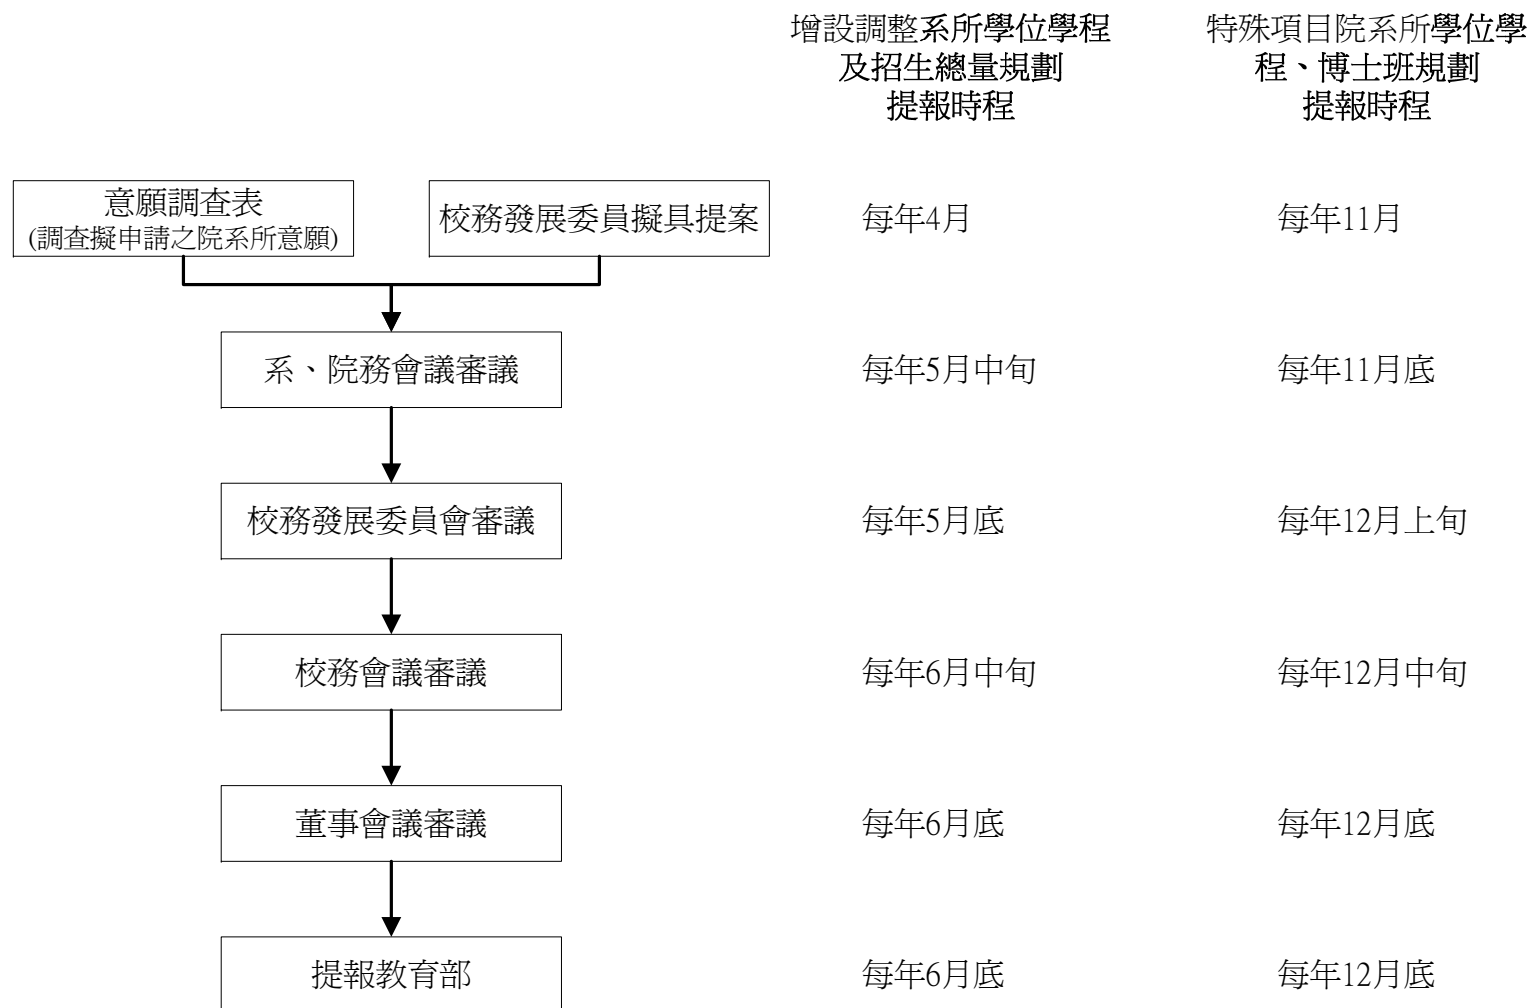 增設調整系所學位學程
及招生總量規劃
提報時程
特殊項目院系所學位學
程、博士班規劃
提報時程
意願調查表
(調查擬申請之院系所意願)
校務發展委員擬具提案
每年4月
每年11月
系、院務會議審議
每年5月中旬
每年11月底
校務發展委員會審議
每年5月底
每年12月上旬
校務會議審議
每年6月中旬
每年12月中旬
董事會議審議
每年6月底
每年12月底
提報教育部
每年6月底
每年12月底